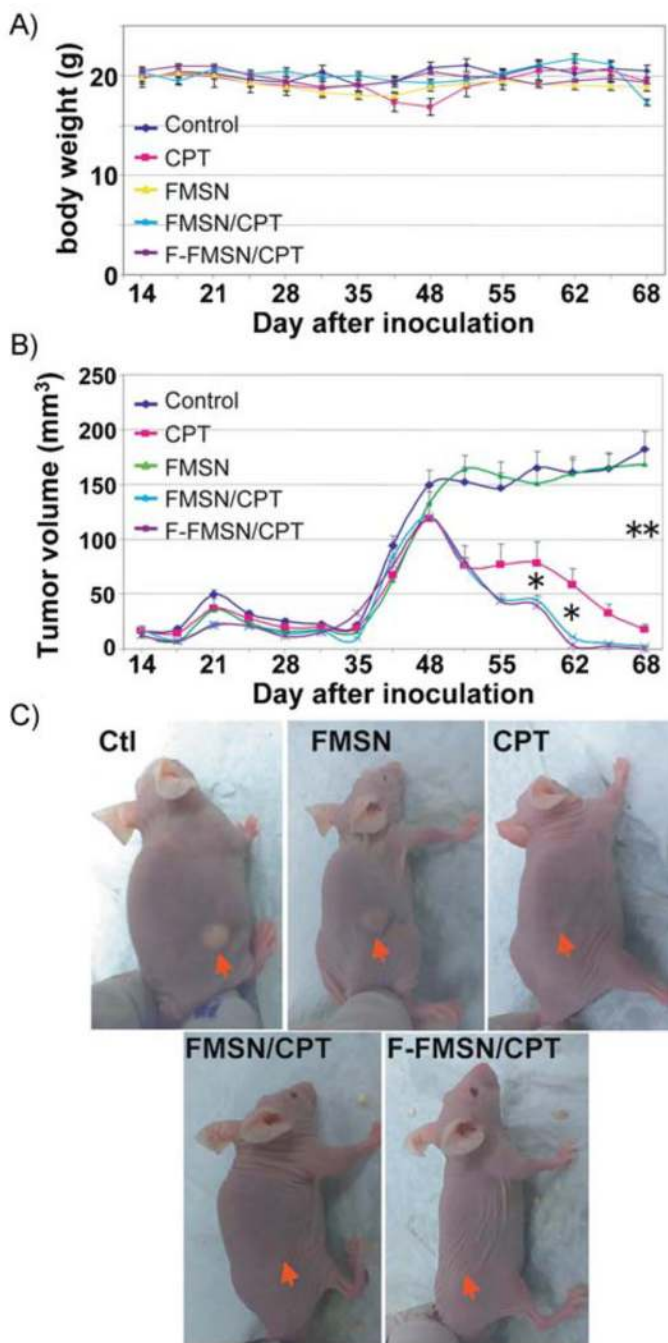 A)
body weight (g)
20
10
0
Control
CPT
FMSN
FMSN/CPT
F-FMSN/CPT
14 21 28 35 48 55 62 68
Day after inoculation
B)
Tumor volume (mm³)
250
200
150
100
50
0
Control
CPT
FMSN
FMSN/CPT
F-FMSN/CPT
**
*
*
14 21 28 35 48 55 62 68
Day after inoculation
C)
Ctl FMSN CPT
FMSN/CPT F-FMSN/CPT